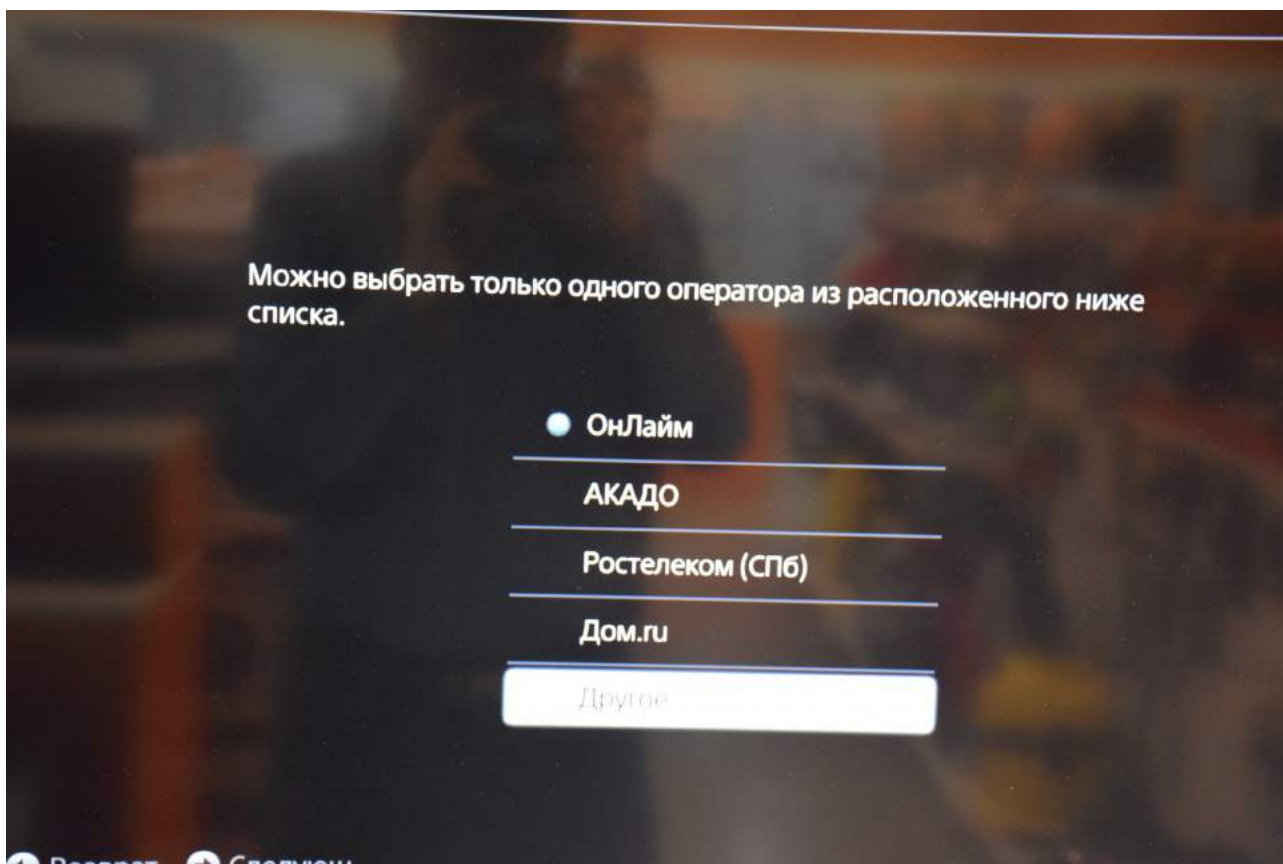 Можно выбрать только одного оператора из расположенного ниже
списка.
ОнЛайм
АКАДО
Ростелеком (СПб)
Дом.ru
Другое